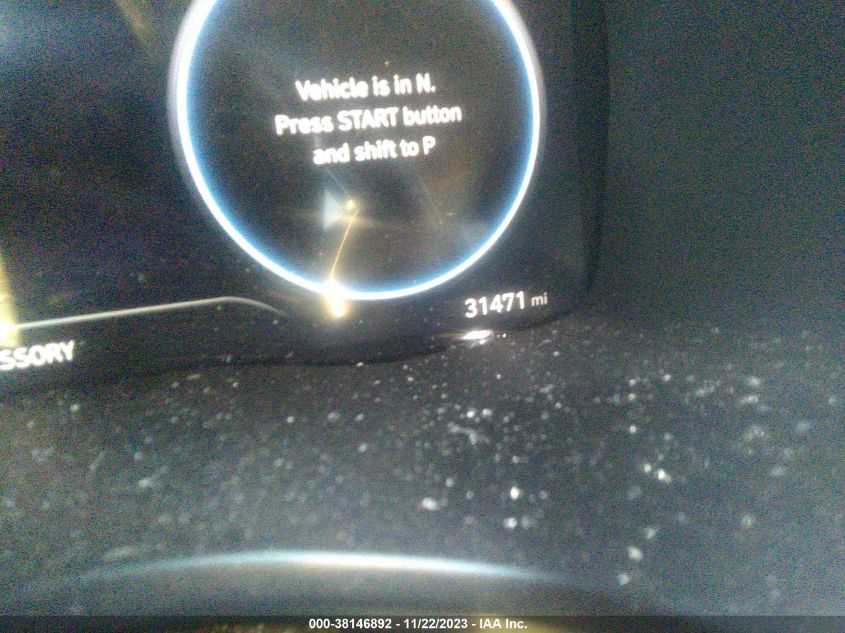 Vehicle is in N.
Press START button
and shift to P
31471 mi
SSORY
000-38146892 - 11/22/2023 - IAA Inc.